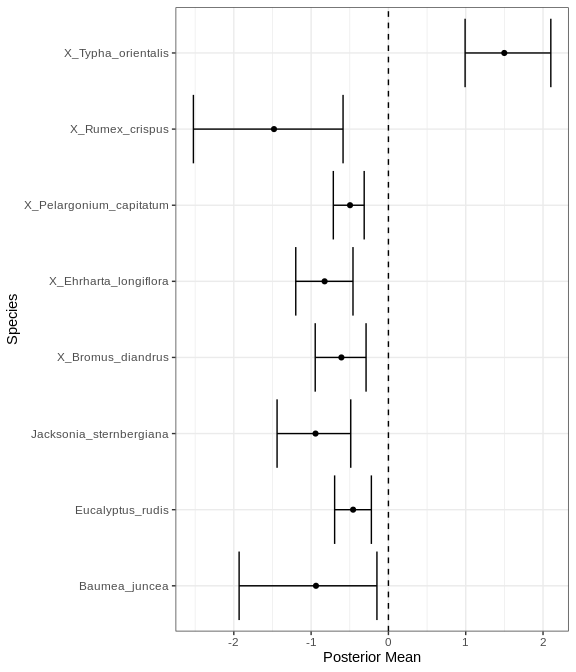 X_Typha_orientalis
X_Rumex_crispus
X_Pelargonium_capitatum
X_Ehrharta_longiflora
X_Bromus_diandrus
Jacksonia_sternbergiana
Eucalyptus_rudis
Baumea_juncea
Species
-2 -1 0 1 2
Posterior Mean